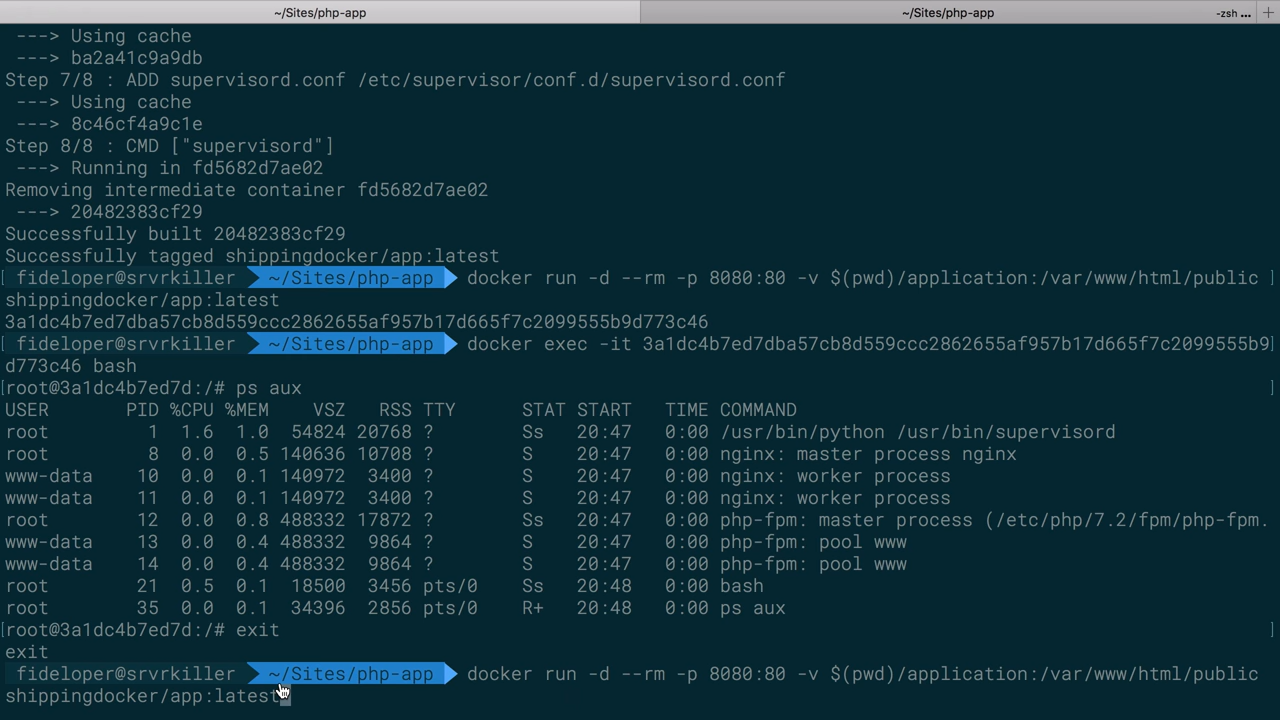 ~/Sites/php-app ~/Sites/php-app -zsh ... +
---> Using cache
---> ba2a41c9a9db
Step 7/8 : ADD supervisord.conf /etc/supervisor/conf.d/supervisord.conf
---> Using cache
---> 8c46cf4a9c1e
Step 8/8 : CMD ["supervisord"]
---> Running in fd5682d7ae02
Removing intermediate container fd5682d7ae02
---> 20482383cf29
Successfully built 20482383cf29
Successfully tagged shippingdocker/app:latest
[ fideloper@srvrkiller ~/Sites/php-app docker run -d --rm -p 8080:80 -v $(pwd)/application:/var/www/html/public ]
shippingdocker/app:latest
3a1dc4b7ed7dba57cb8d559ccc2862655af957b17d665f7c2099555b9d773c46
[ fideloper@srvrkiller ~/Sites/php-app docker exec -it 3a1dc4b7ed7dba57cb8d559ccc2862655af957b17d665f7c2099555b9]
d773c46 bash
[root@3a1dc4b7ed7d:/# ps aux ]
USER PID %CPU %MEM VSZ RSS TTY STAT START TIME COMMAND
root 1 1.6 1.0 54824 20768 ? Ss 20:47 0:00 /usr/bin/python /usr/bin/supervisord
root 8 0.0 0.5 140636 10708 ? S 20:47 0:00 nginx: master process nginx
www-data 10 0.0 0.1 140972 3400 ? S 20:47 0:00 nginx: worker process
www-data 11 0.0 0.1 140972 3400 ? S 20:47 0:00 nginx: worker process
root 12 0.0 0.8 488332 17872 ? Ss 20:47 0:00 php-fpm: master process (/etc/php/7.2/fpm/php-fpm.
www-data 13 0.0 0.4 488332 9864 ? S 20:47 0:00 php-fpm: pool www
www-data 14 0.0 0.4 488332 9864 ? S 20:47 0:00 php-fpm: pool www
root 21 0.5 0.1 18500 3456 pts/0 Ss 20:48 0:00 bash
root 35 0.0 0.1 34396 2856 pts/0 R+ 20:48 0:00 ps aux
[root@3a1dc4b7ed7d:/# exit ]
exit
fideloper@srvrkiller ~/Sites/php-app docker run -d --rm -p 8080:80 -v $(pwd)/application:/var/www/html/public
shippingdocker/app:latest